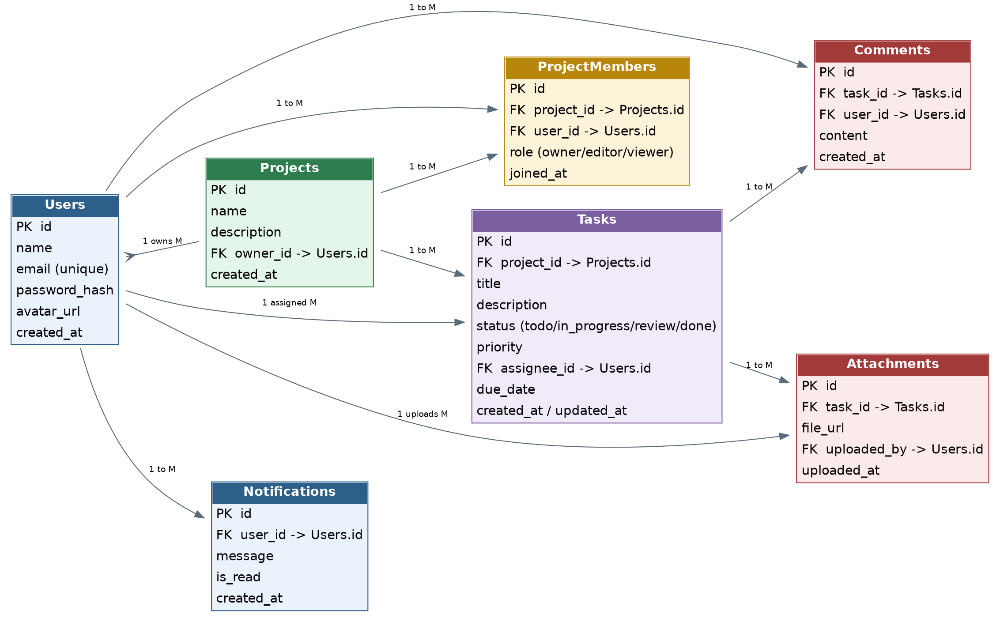 1 to M
Comments
PK  id
FK  task_id -> Tasks.id
FK  user_id -> Users.id
content
created_at
ProjectMembers
PK  id
FK  project_id -> Projects.id
FK  user_id -> Users.id
role (owner/editor/viewer)
joined_at
1 to M
Projects
PK  id
name
description
FK  owner_id -> Users.id
created_at
1 to M
1 to M
1 to M
Users
PK  id
name
email (unique)
password_hash
avatar_url
created_at
1 owns M
Tasks
PK  id
FK  project_id -> Projects.id
title
description
status (todo/in_progress/review/done)
priority
FK  assignee_id -> Users.id
due_date
created_at / updated_at
1 assigned M
1 to M
Attachments
PK  id
FK  task_id -> Tasks.id
file_url
FK  uploaded_by -> Users.id
uploaded_at
1 uploads M
1 to M
Notifications
PK  id
FK  user_id -> Users.id
message
is_read
created_at